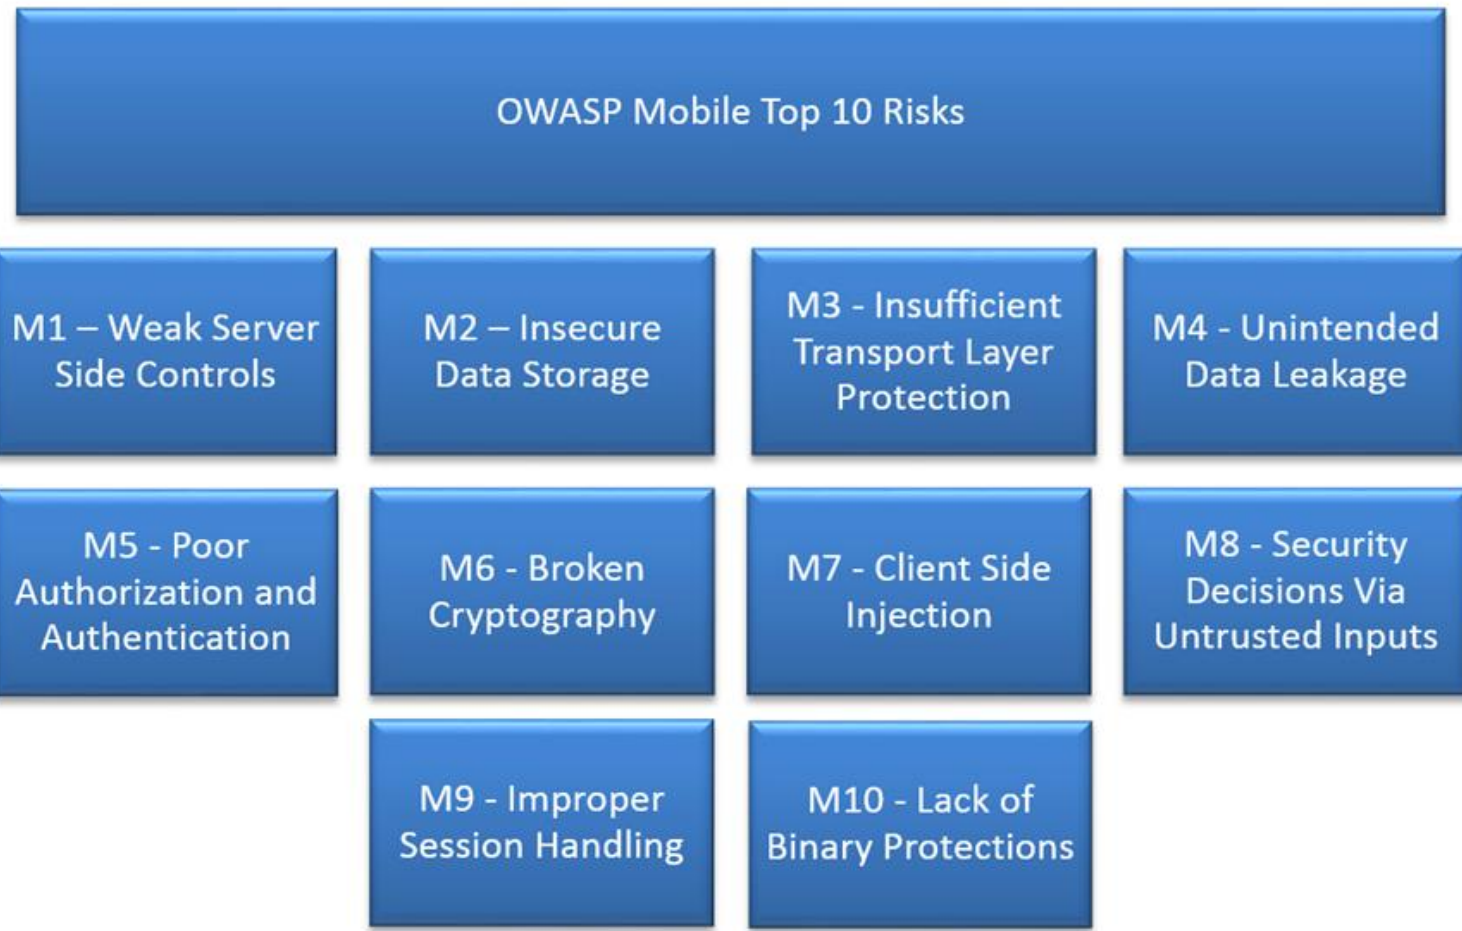 OWASP Mobile Top 10 Risks
M1 – Weak Server
Side Controls
M2 – Insecure
Data Storage
M3 - Insufficient
Transport Layer
Protection
M4 - Unintended
Data Leakage
M5 - Poor
Authorization and
Authentication
M6 - Broken
Cryptography
M7 - Client Side
Injection
M8 - Security
Decisions Via
Untrusted Inputs
M9 - Improper
Session Handling
M10 - Lack of
Binary Protections